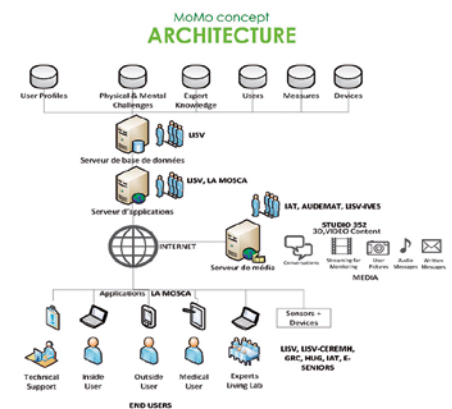 MoMo concept
ARCHITECTURE
User Profiles
Physical & Mental
Challenges
Expert
Knowledge
Users
Measures
Devices
LISV
Serveur de base de données
LISV, LA MOSCA
Serveur d'applications
IAT, AUDEMAT, LISV-IVES
STUDIO 352
3D,VIDEO Content
INTERNET
Serveur de média
Conversations
Streaming for
Monitoring
User
Pictures
Audio
Messages
Written
Messages
MEDIA
Applications LA MOSCA
Sensors +
Devices
LISV, LISV-CEREMH,
GRC, HUG, IAT, E-
SENIORS
Technical
Support
Inside
User
Outside
User
Medical
User
Experts
Living Lab
END USERS